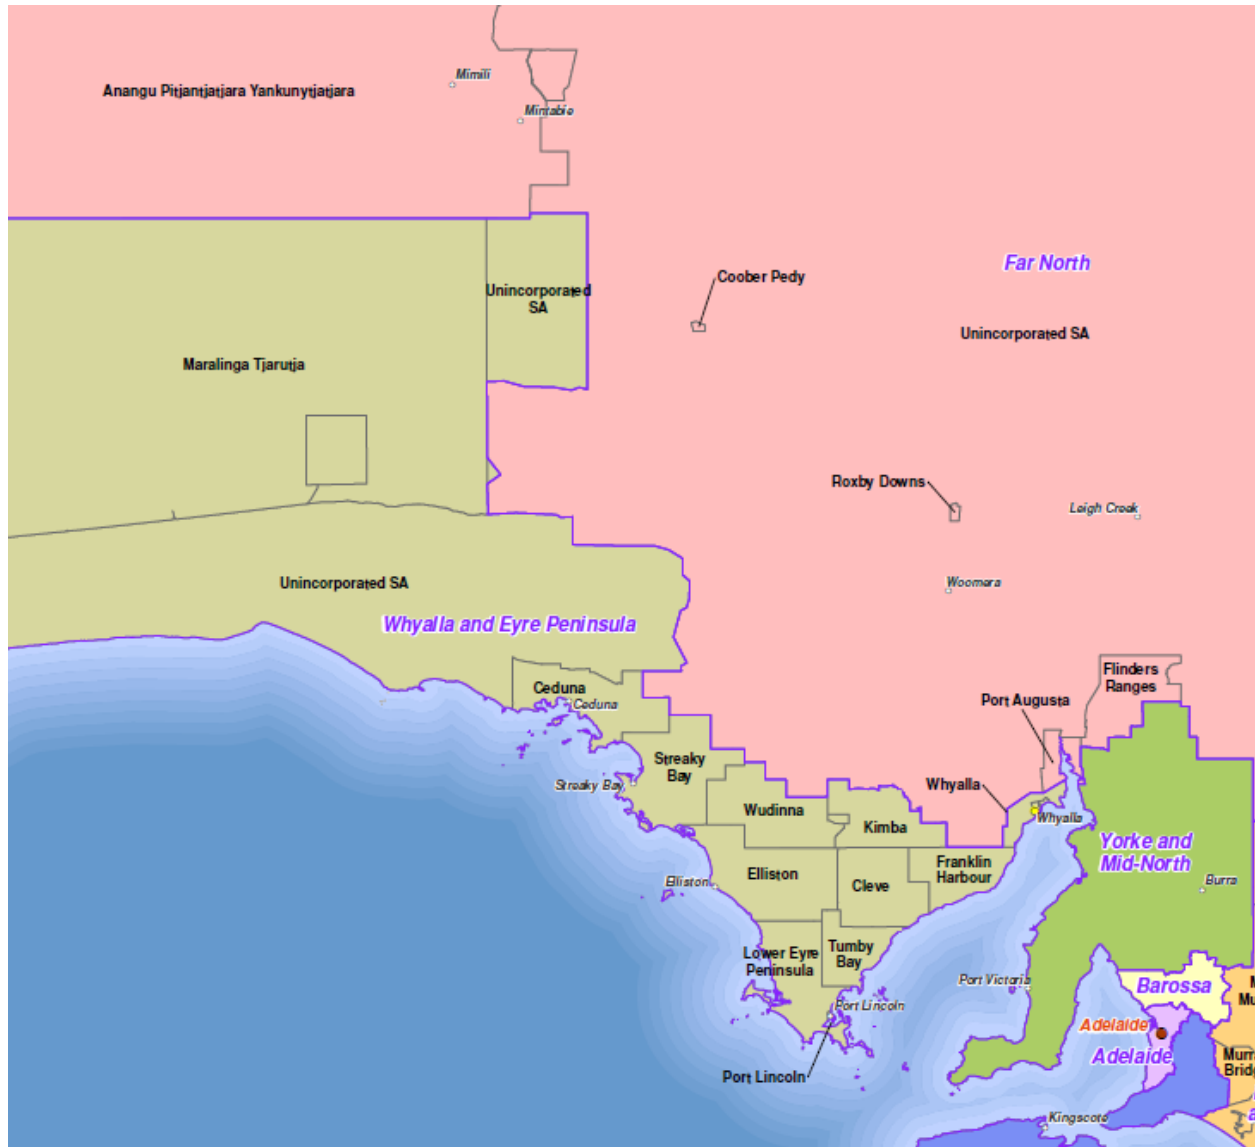 Mimili
Anangu Pitjantjatjara Yankunytjatjara
Mintabie
Far North
Coober Pedy
Unincorporated
SA
Unincorporated SA
Maralinga Tjarutja
Roxby Downs
Leigh Creek
Unincorporated SA
Woomera
Whyalla and Eyre Peninsula
Flinders
Ranges
Ceduna
Port Augusta
Ceduna
Streaky
Bay
Streaky Bay
Whyalla
Wudinna
Whyalla
Kimba
Yorke and
Mid-North
Franklin
Harbour
Elliston
Cleve
Elliston
Burra
Lower Eyre
Peninsula
Tumby
Bay
Port Victoria
Barossa
Port Lincoln
Adelaide
Adelaide
Port Lincoln
Kingscote